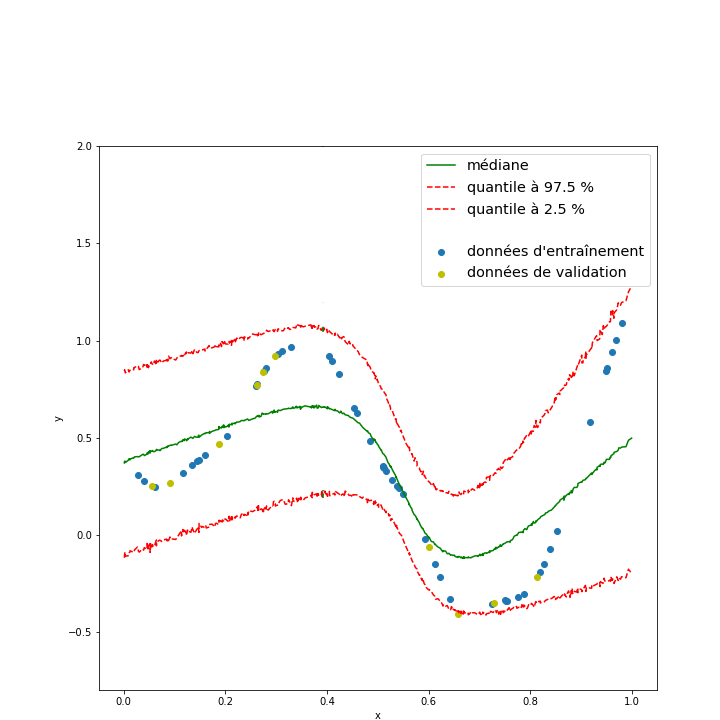 2.0
médiane
quantile à 97.5 %
quantile à 2.5 %
données d'entraînement
données de validation
1.5
1.0
y
0.5
0.0
−0.5
0.0 0.2 0.4 0.6 0.8 1.0
x